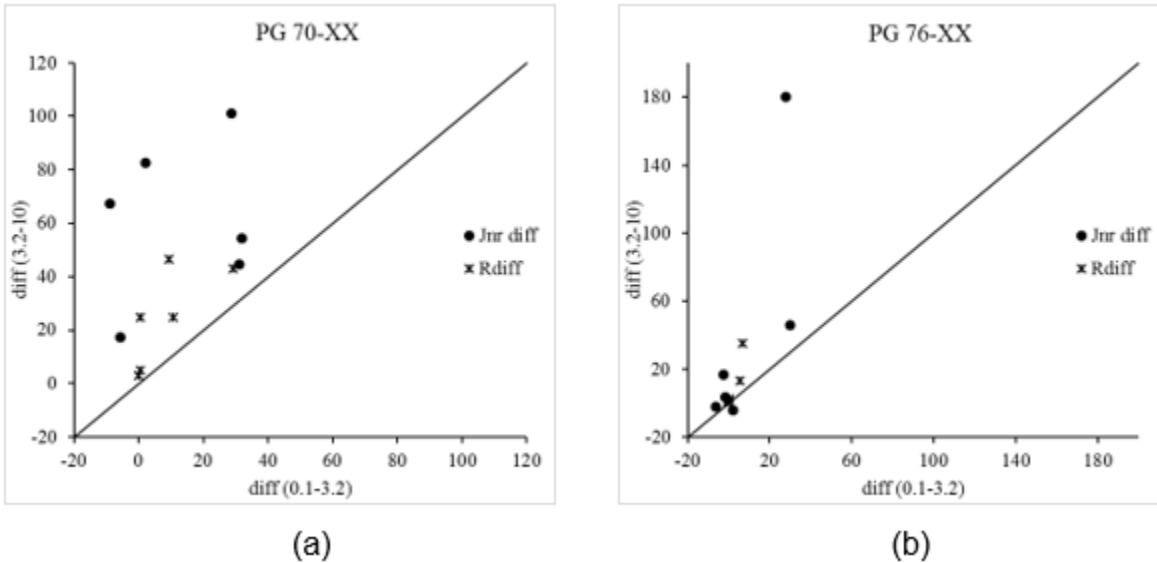 PG 70-XX
120
100
80
60
40
20
0
-20
diff (3.2-10)
-20 0 20 40 60 80 100 120
diff (0.1-3.2)
Jnr diff
Rdiff
(a)
PG 76-XX
180
140
100
60
20
-20
diff (3.2-10)
-20 20 60 100 140 180
diff (0.1-3.2)
Jnr diff
Rdiff
(b)